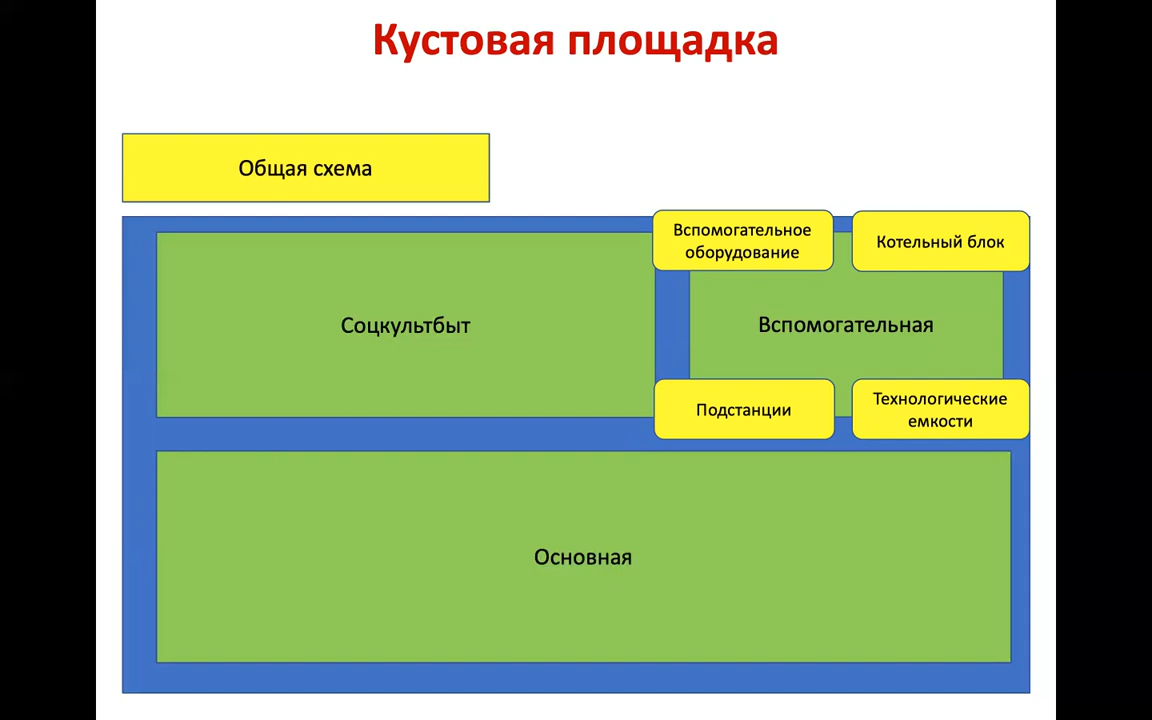 Кустовая площадка
Общая схема
Вспомогательное
оборудование
Котельный блок
Соцкультбыт
Вспомогательная
Подстанции
Технологические
емкости
Основная